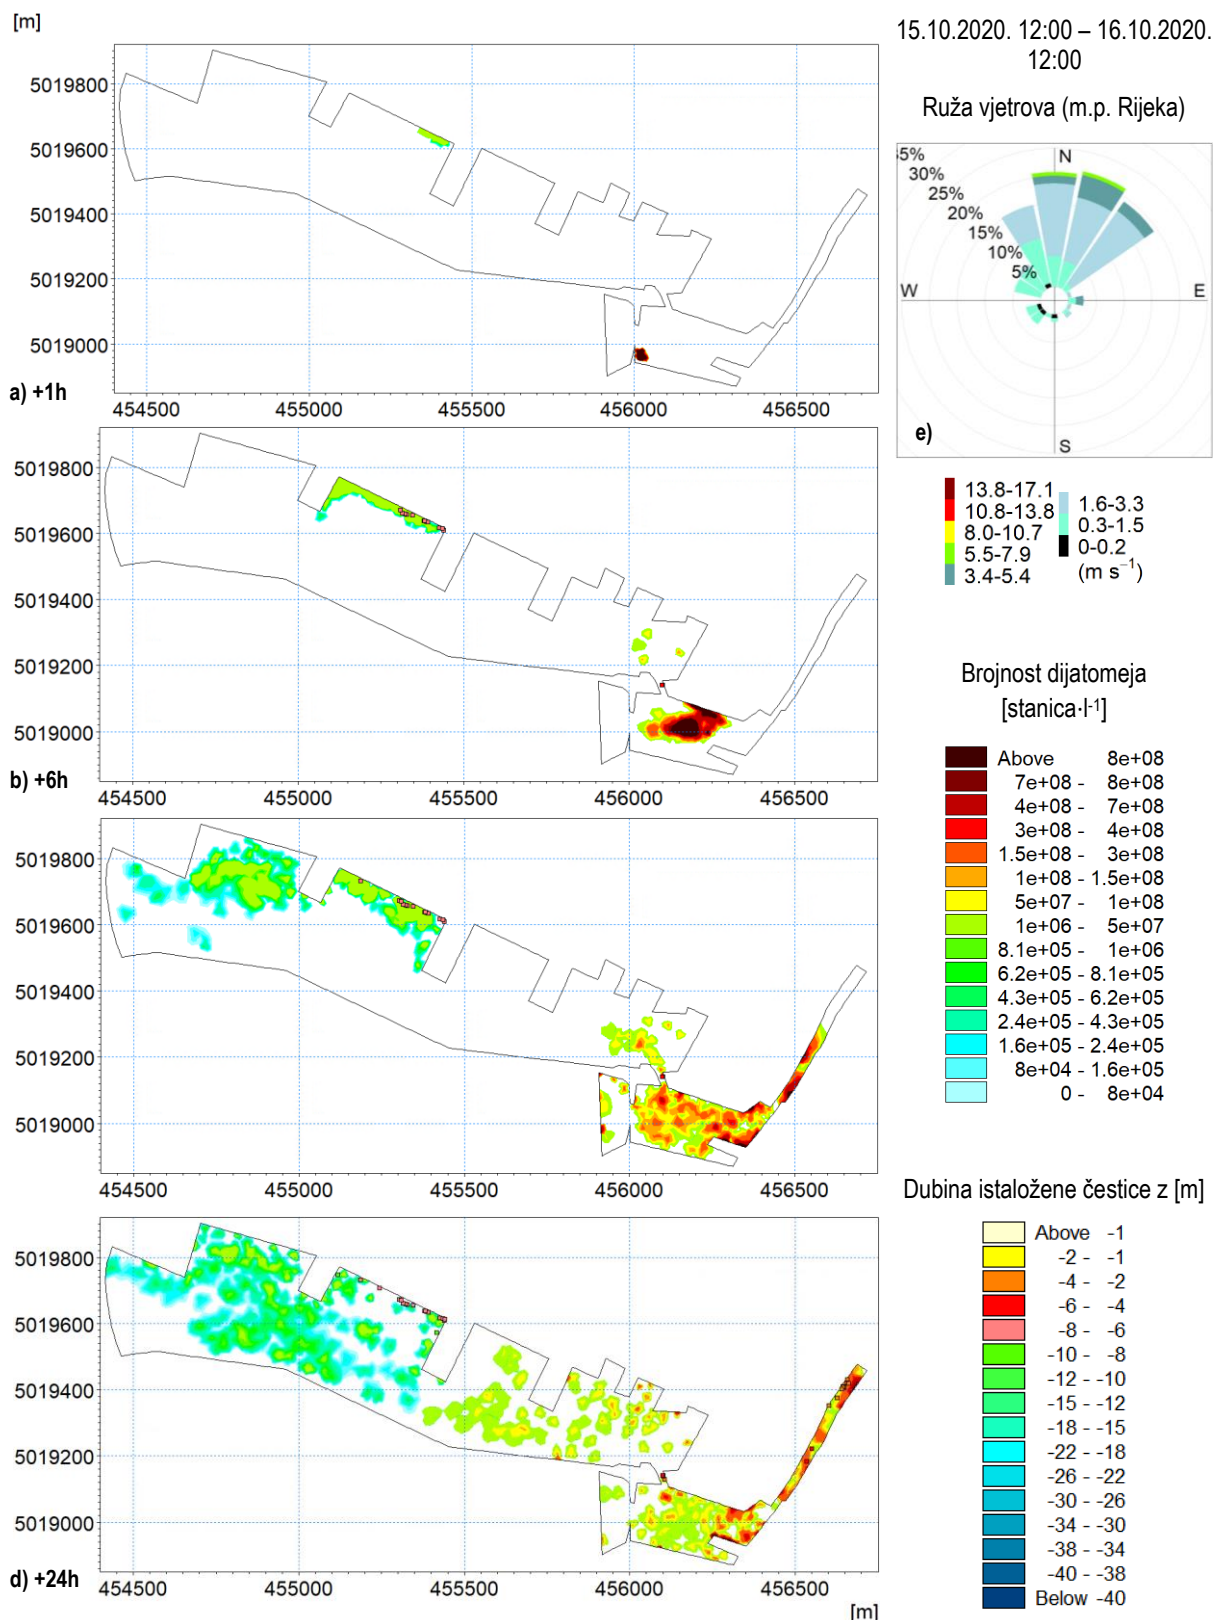 [m]
5019800
5019600
5019400
5019200
5019000
a) +1h
454500 455000 455500 456000 456500
5019800
5019600
5019400
5019200
5019000
b) +6h
454500 455000 455500 456000 456500
5019800
5019600
5019400
5019200
5019000
454500 455000 455500 456000 456500
5019800
5019600
5019400
5019200
5019000
d) +24h
454500 455000 455500 456000 456500
[m]
15.10.2020. 12:00 – 16.10.2020.
12:00
Ruža vjetrova (m.p. Rijeka)
N
5%
30%
25%
20%
15%
10%
5%
W
E
S
e)
13.8-17.1
10.8-13.8
8.0-10.7
5.5-7.9
3.4-5.4
1.6-3.3
0.3-1.5
0-0.2
(m s⁻¹)
Brojnost dijatomeja
[stanica·l-1]
Above 8e+08
7e+08 - 8e+08
4e+08 - 7e+08
3e+08 - 4e+08
1.5e+08 - 3e+08
1e+08 - 1.5e+08
5e+07 - 1e+08
1e+06 - 5e+07
8.1e+05 - 1e+06
6.2e+05 - 8.1e+05
4.3e+05 - 6.2e+05
2.4e+05 - 4.3e+05
1.6e+05 - 2.4e+05
8e+04 - 1.6e+05
0 - 8e+04
Dubina istaložene čestice z [m]
Above -1
-2 - -1
-4 - -2
-6 - -4
-8 - -6
-10 - -8
-12 - -10
-15 - -12
-18 - -15
-22 - -18
-26 - -22
-30 - -26
-34 - -30
-38 - -34
-40 - -38
Below -40